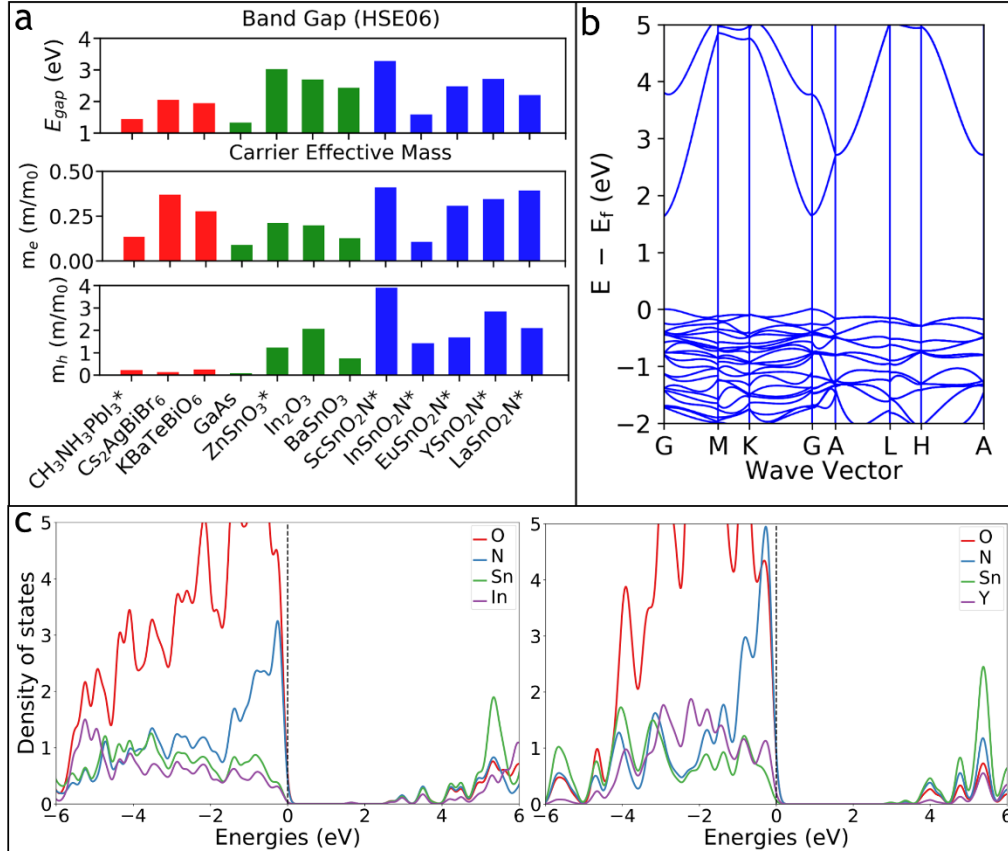 a
Band Gap (HSE06)
E_gap (eV)
3
2
1
4
Carrier Effective Mass
m_e (m/m₀)
0.50
0.25
0.00
m_h (m/m₀)
4
3
2
1
0
CH₃NH₃PbI₃*
Cs₂AgBiBr₆
KBaTeBiO₆
GaAs
ZnSnO₃*
In₂O₃
BaSnO₃
ScSnO₂N*
InSnO₂N*
EuSnO₂N*
YSnO₂N*
LaSnO₂N*
b
E − E_f (eV)
5
4
3
2
1
0
−1
−2
G M K G A L H A
Wave Vector
c
Density of states
5
4
3
2
1
0
O
N
Sn
In
−6 −4 −2 0 2 4 6
Energies (eV)
5
4
3
2
1
0
O
N
Sn
Y
−6 −4 −2 0 2 4 6
Energies (eV)